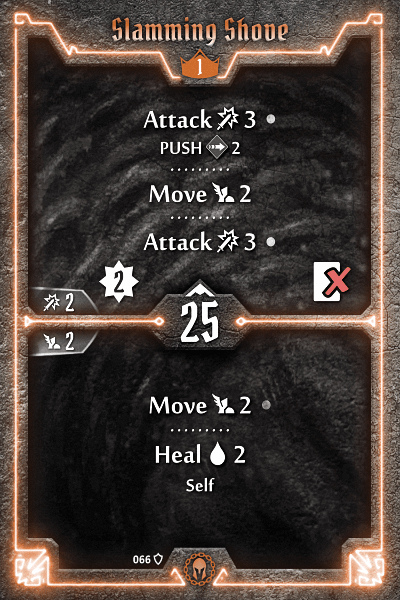 Slamming Shove
1
Attack 3
PUSH 2
Move 2
Attack 3
2
2
25
2
Move 2
Heal 2
Self
066